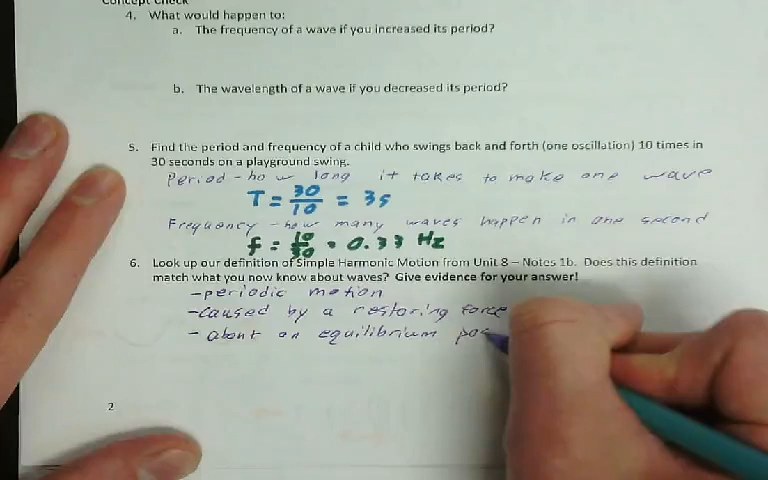 Concept Check
4. What would happen to:
a. The frequency of a wave if you increased its period?
b. The wavelength of a wave if you decreased its period?
5. Find the period and frequency of a child who swings back and forth (one oscillation) 10 times in
30 seconds on a playground swing.
Period - how long it takes to make one wave
T = 30/10 = 3s
Frequency - how many waves happen in one second
f = 10/30 = 0.33 Hz
6. Look up our definition of Simple Harmonic Motion from Unit 8 – Notes 1b. Does this definition
match what you now know about waves? Give evidence for your answer!
- periodic motion
- caused by a restoring force
- about an equilibrium pos
2